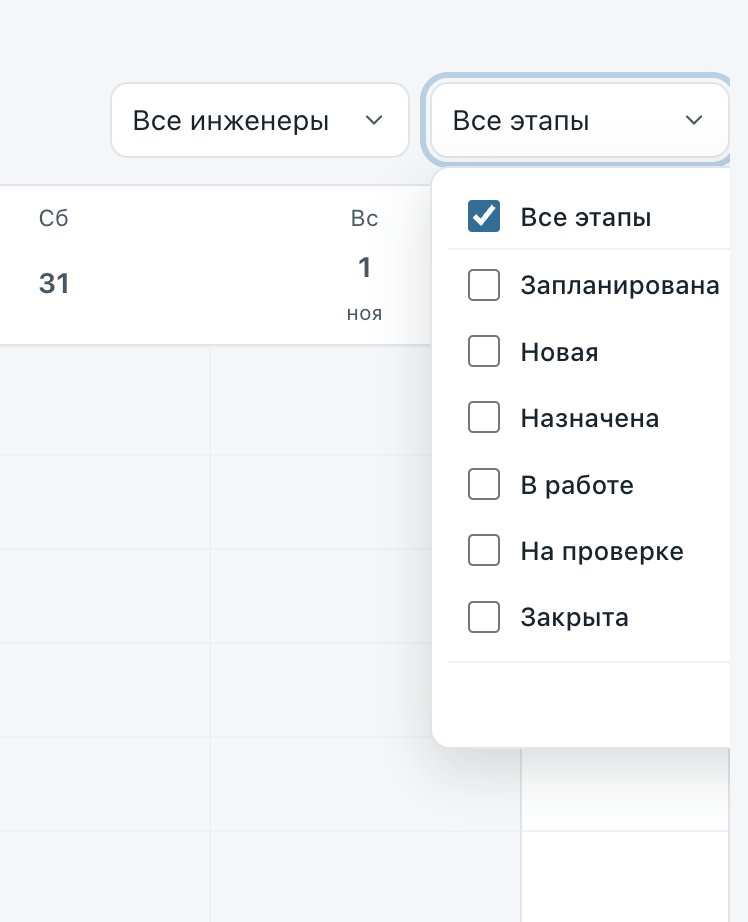 Все инженеры
Все этапы
Сб
Вс
31
1
ноя
Все этапы
Запланирована
Новая
Назначена
В работе
На проверке
Закрыта